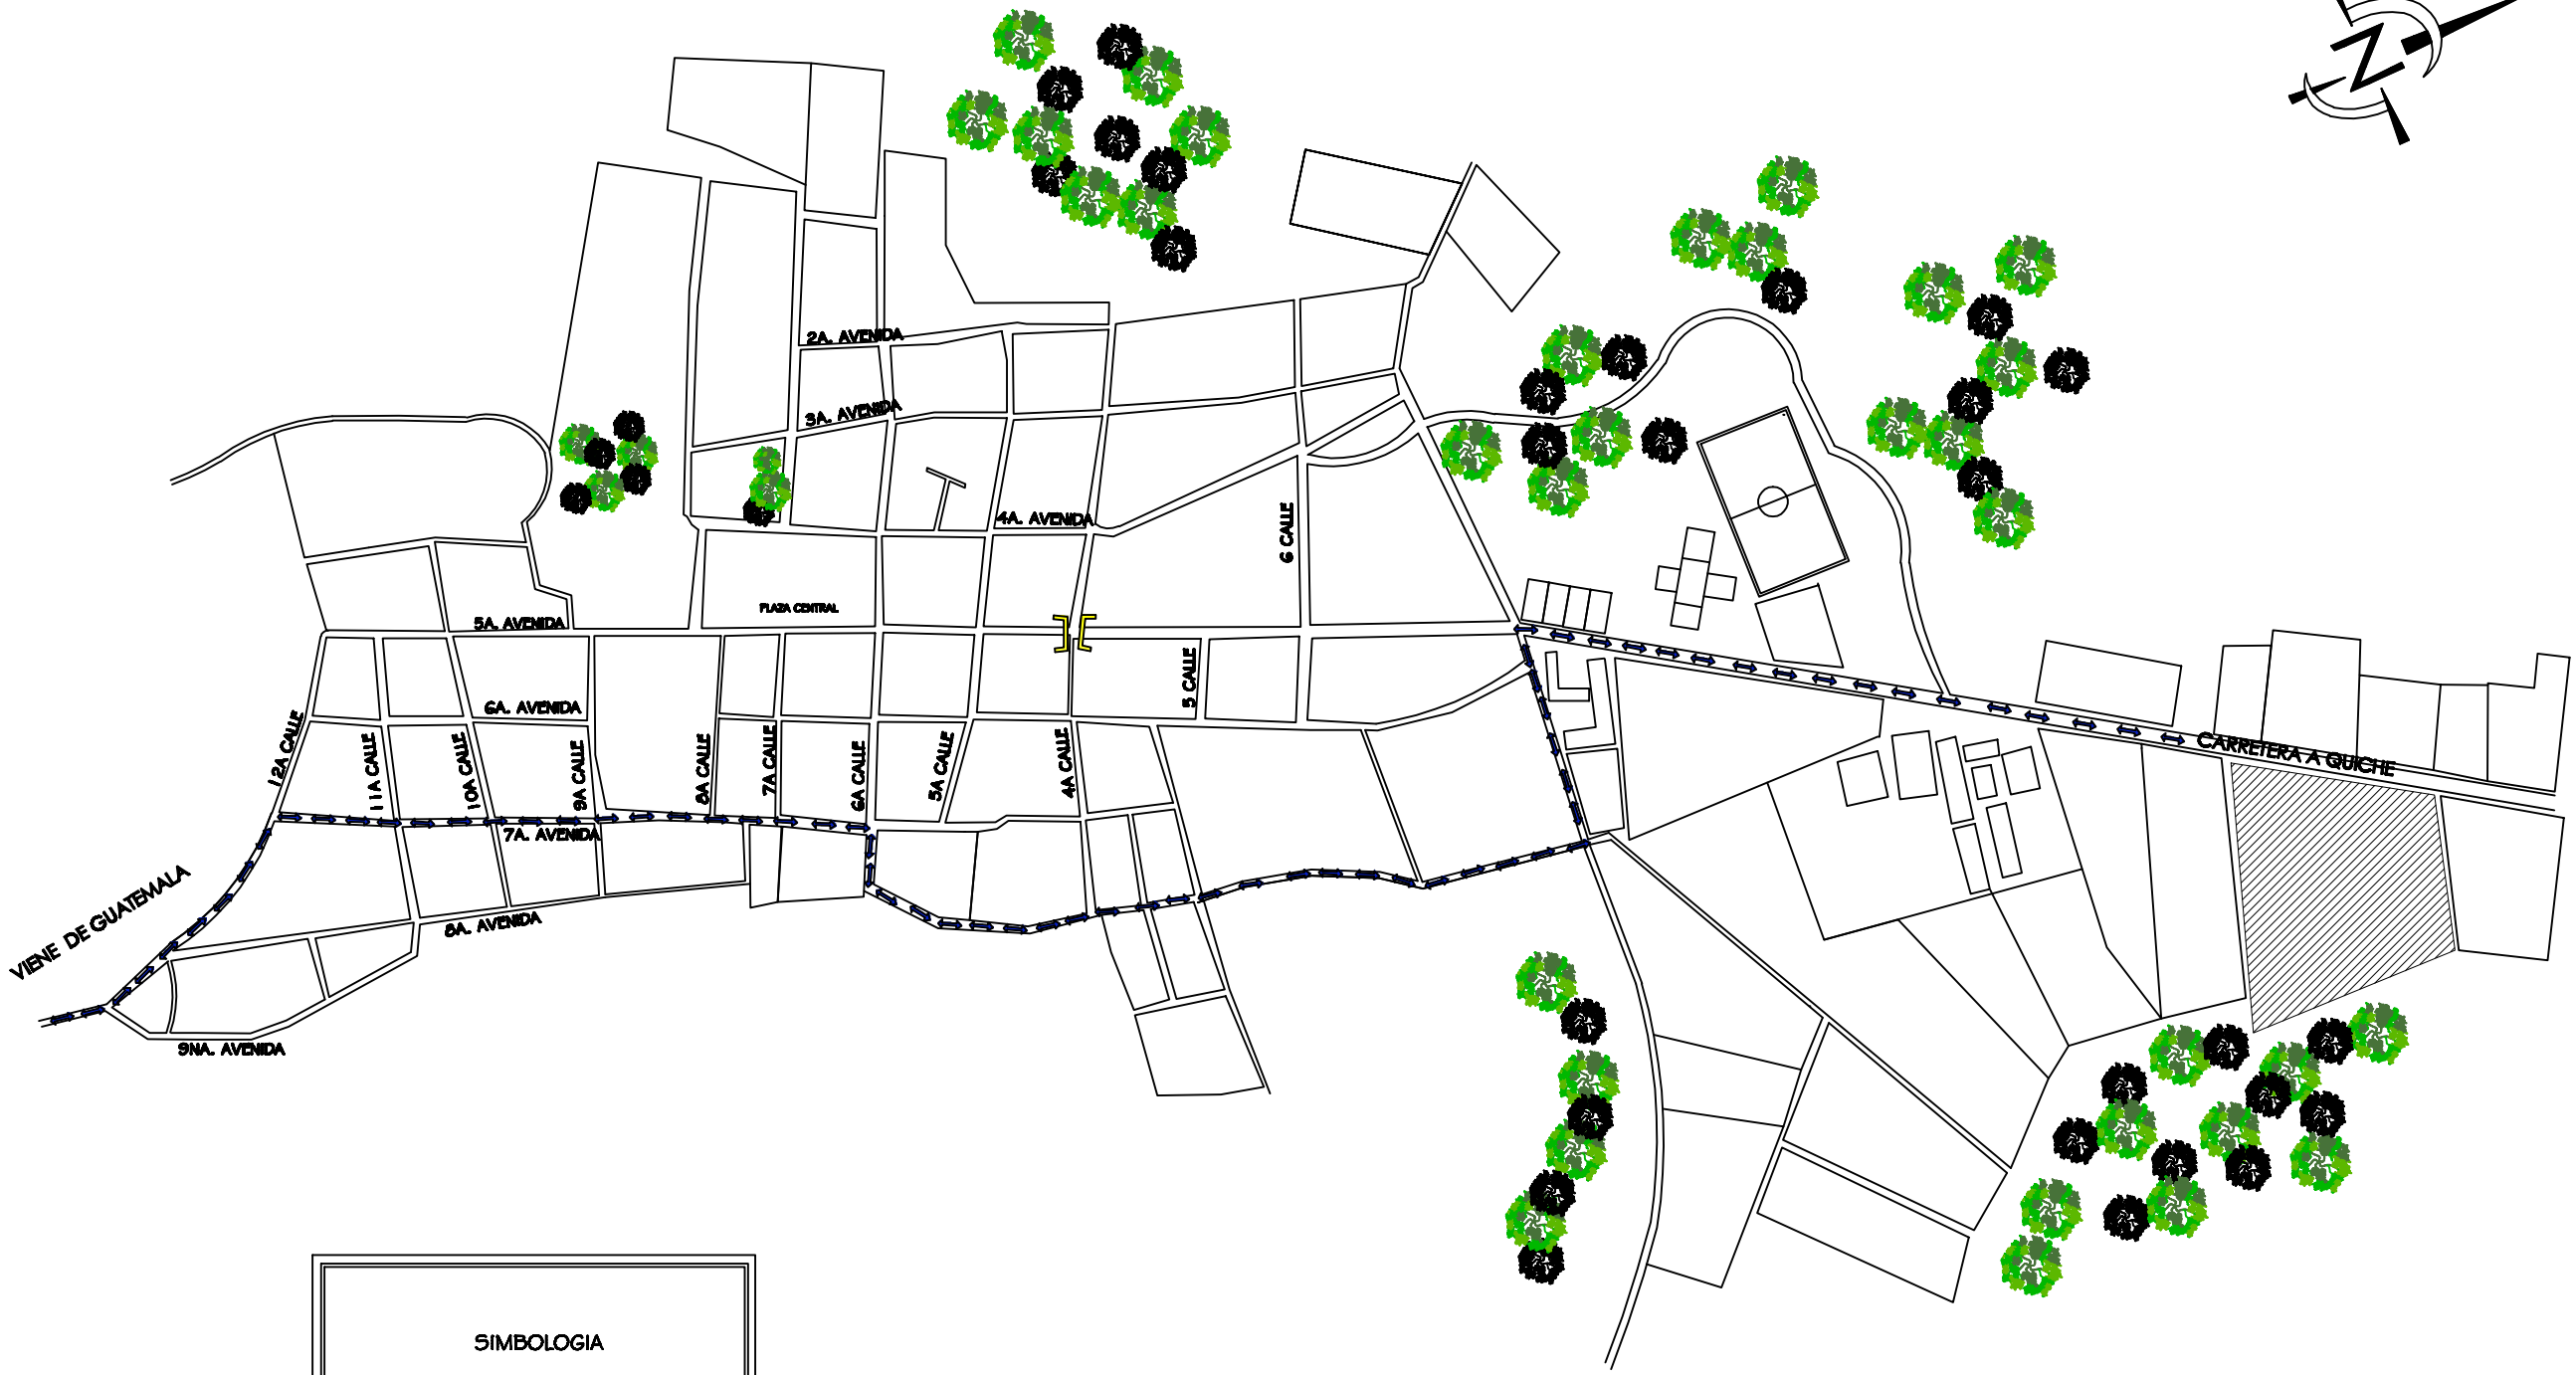 2A. AVENIDA
3A. AVENIDA
4A. AVENIDA
6 CALLE
PLAZA CENTRAL
5A. AVENIDA
5 CALLE
6A. AVENIDA
12A CALLE
11A CALLE
10A CALLE
9A CALLE
8A CALLE
7A CALLE
6A CALLE
5A CALLE
4A CALLE
CARRETERA A QUICHE
7A. AVENIDA
VIENE DE GUATEMALA
8A. AVENIDA
9NA. AVENIDA
SIMBOLOGIA
N